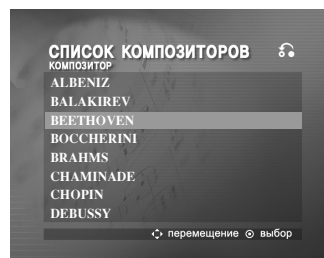 СПИСОК КОМПОЗИТОРОВ
КОМПОЗИТОР
ALBENIZ
BALAKIREV
BEETHOVEN
BOCCHERINI
BRAHMS
CHAMINADE
CHOPIN
DEBUSSY
перемещение выбор